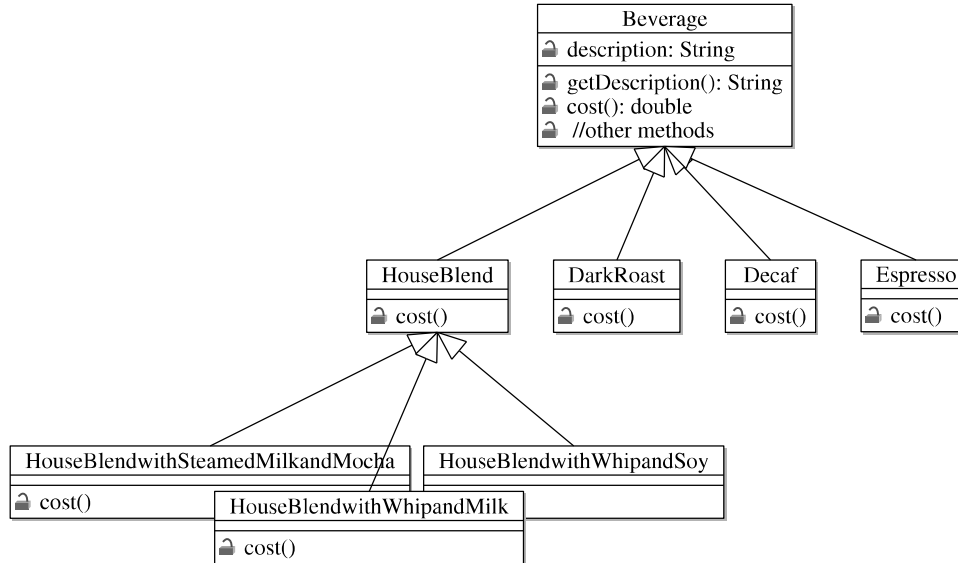 Beverage
description: String
getDescription(): String
cost(): double
//other methods
HouseBlend
cost()
DarkRoast
cost()
Decaf
cost()
Espresso
cost()
HouseBlendwithSteamedMilkandMocha
cost()
HouseBlendwithWhipandSoy
HouseBlendwithWhipandMilk
cost()